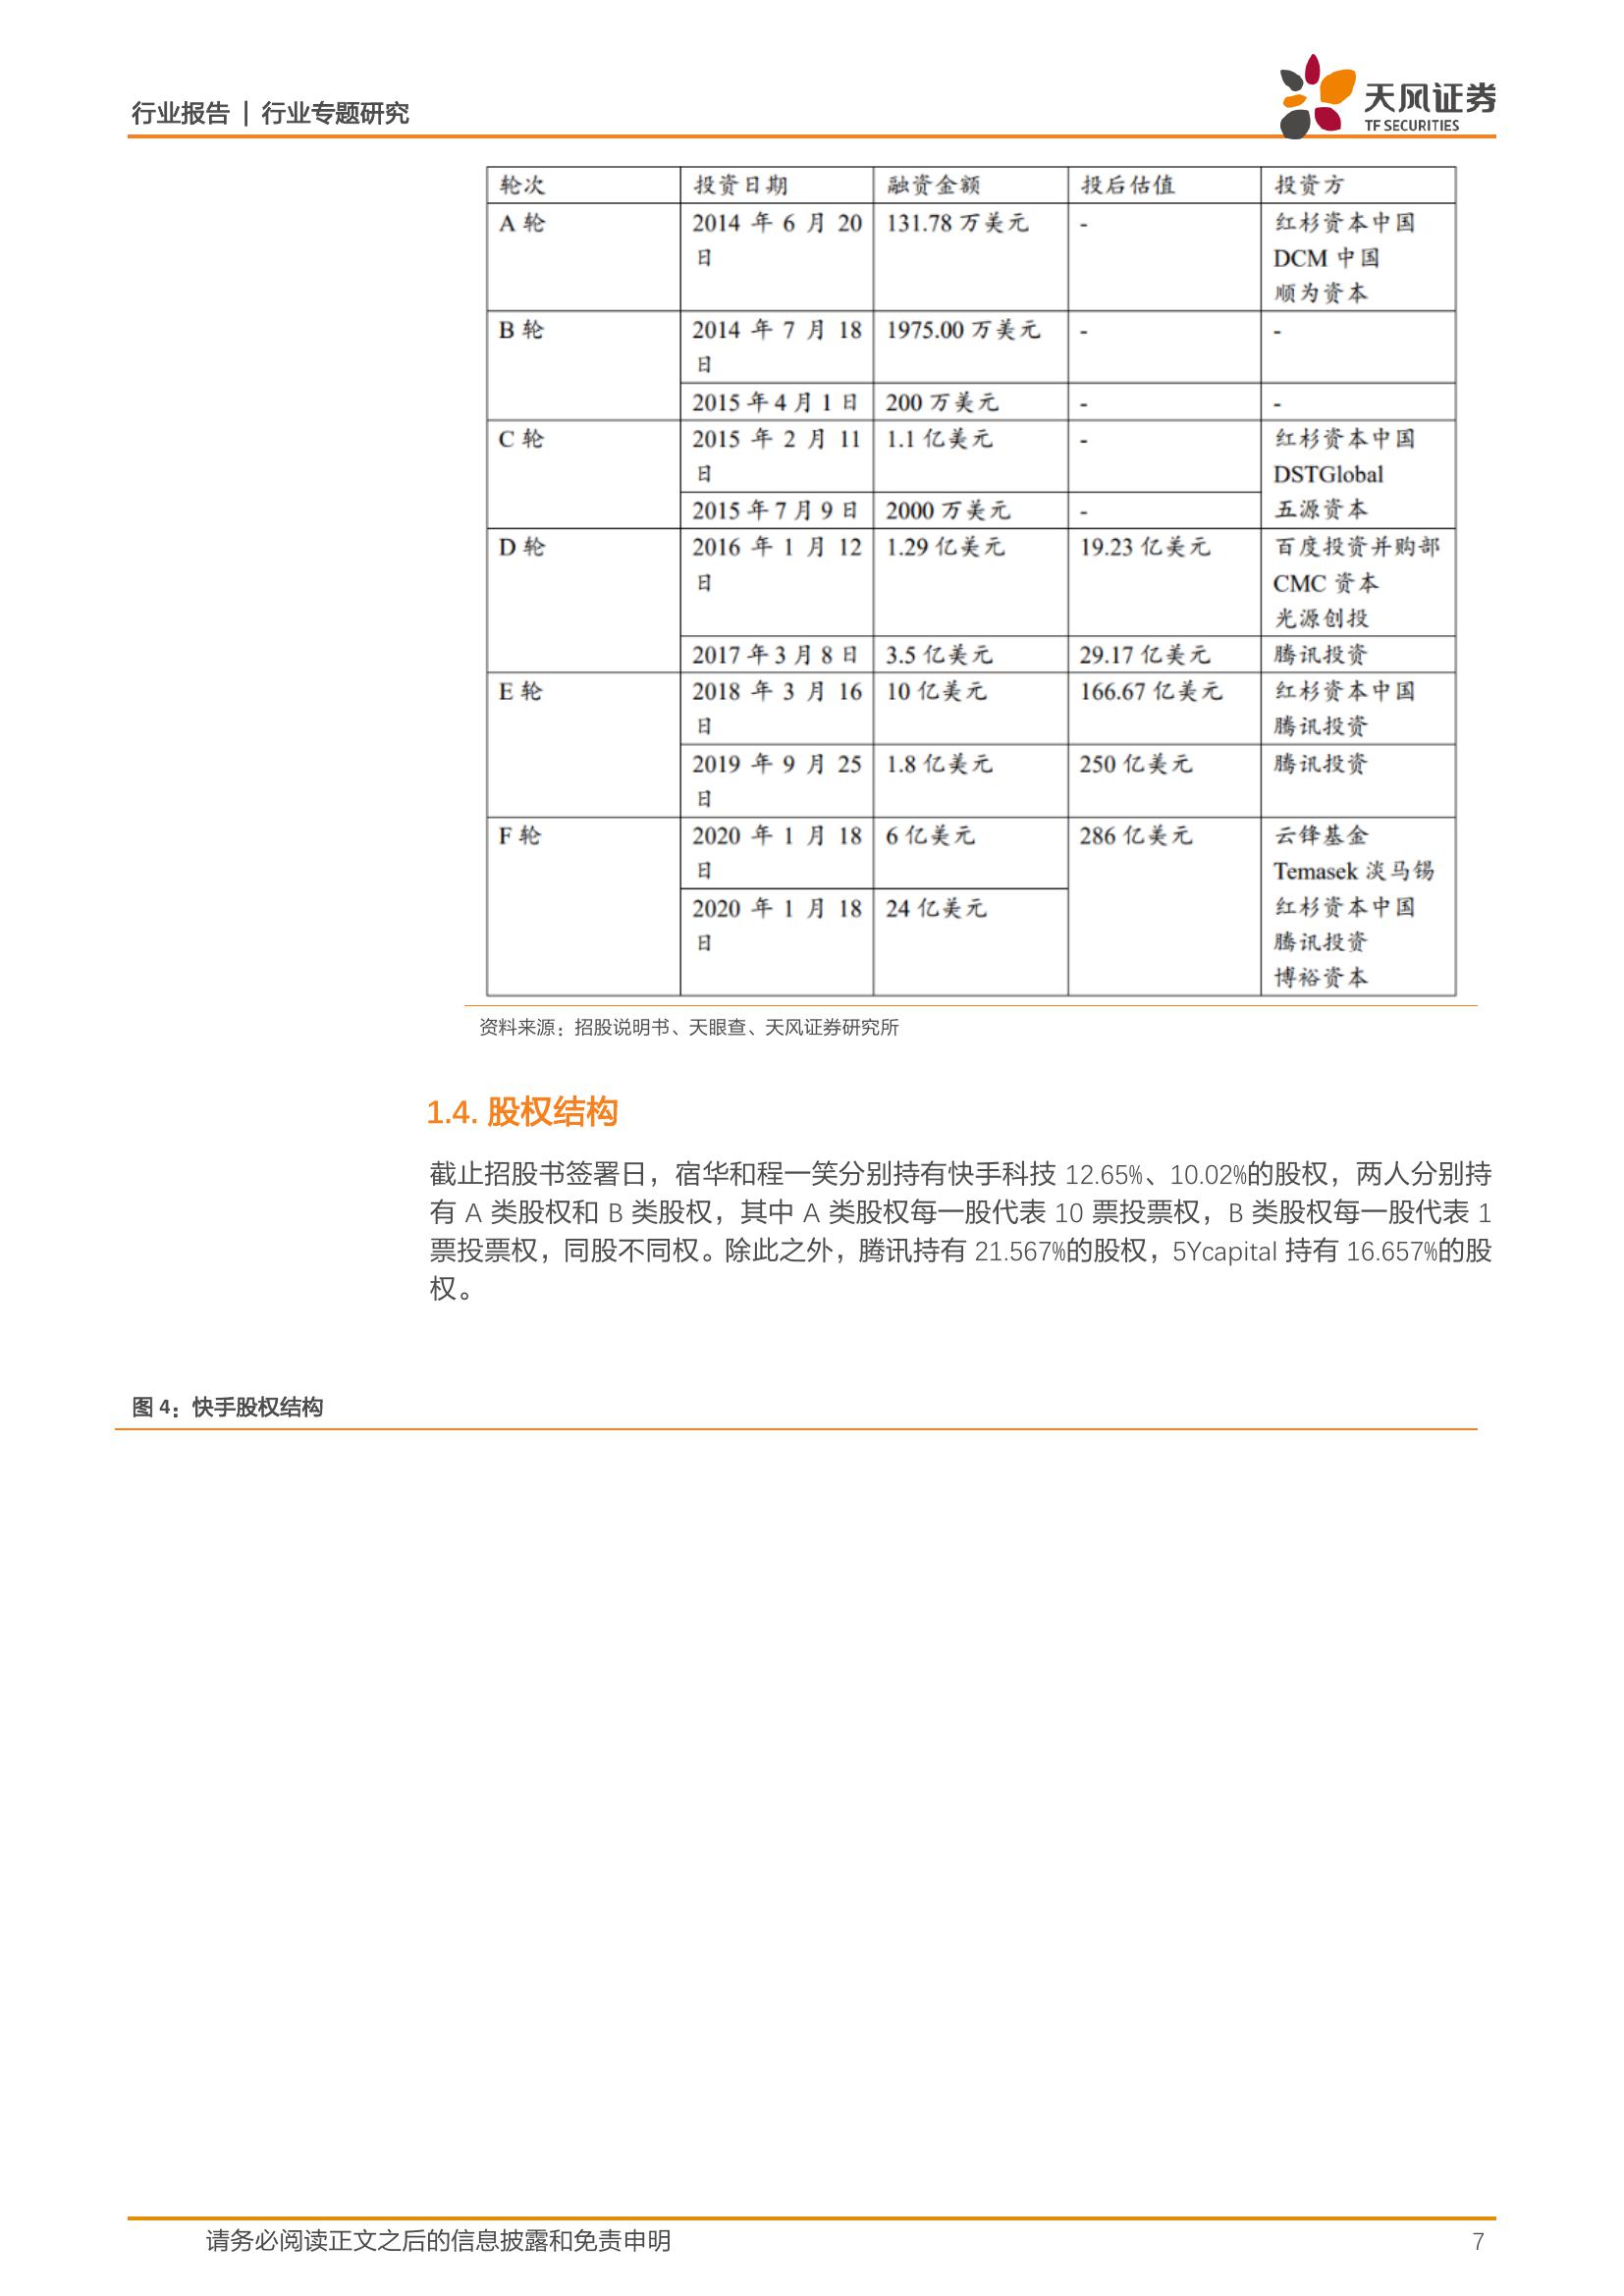 行业报告 | 行业专题研究
天风证券
TF SECURITIES
轮次 投资日期 融资金额 投后估值 投资方
A 轮 2014 年 6 月 20 日 131.78 万美元 - 红杉资本中国
DCM 中国
顺为资本
B 轮 2014 年 7 月 18 日 1975.00 万美元 - -
2015 年 4 月 1 日 200 万美元 - -
C 轮 2015 年 2 月 11 日 1.1 亿美元 - 红杉资本中国
DSTGlobal
2015 年 7 月 9 日 2000 万美元 - 五源资本
D 轮 2016 年 1 月 12 日 1.29 亿美元 19.23 亿美元 百度投资并购部
CMC 资本
光源创投
2017 年 3 月 8 日 3.5 亿美元 29.17 亿美元 腾讯投资
E 轮 2018 年 3 月 16 日 10 亿美元 166.67 亿美元 红杉资本中国
腾讯投资
2019 年 9 月 25 日 1.8 亿美元 250 亿美元 腾讯投资
F 轮 2020 年 1 月 18 日 6 亿美元 286 亿美元 云锋基金
Temasek 淡马锡
2020 年 1 月 18 日 24 亿美元 红杉资本中国
腾讯投资
博裕资本
资料来源：招股说明书、天眼查、天风证券研究所
1.4. 股权结构
截止招股书签署日，宿华和程一笑分别持有快手科技 12.65%、10.02%的股权，两人分别持
有 A 类股权和 B 类股权，其中 A 类股权每一股代表 10 票投票权，B 类股权每一股代表 1
票投票权，同股不同权。除此之外，腾讯持有 21.567%的股权，5Ycapital 持有 16.657%的股
权。
图 4：快手股权结构
请务必阅读正文之后的信息披露和免责申明 7